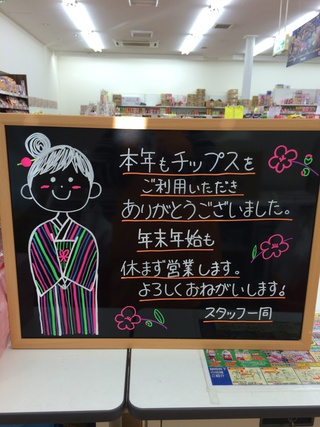 本年もチップスを
ご利用いただき
ありがとうございました。
年末年始も
休まず営業します。
よろしくおねがいします!
スタッフ一同